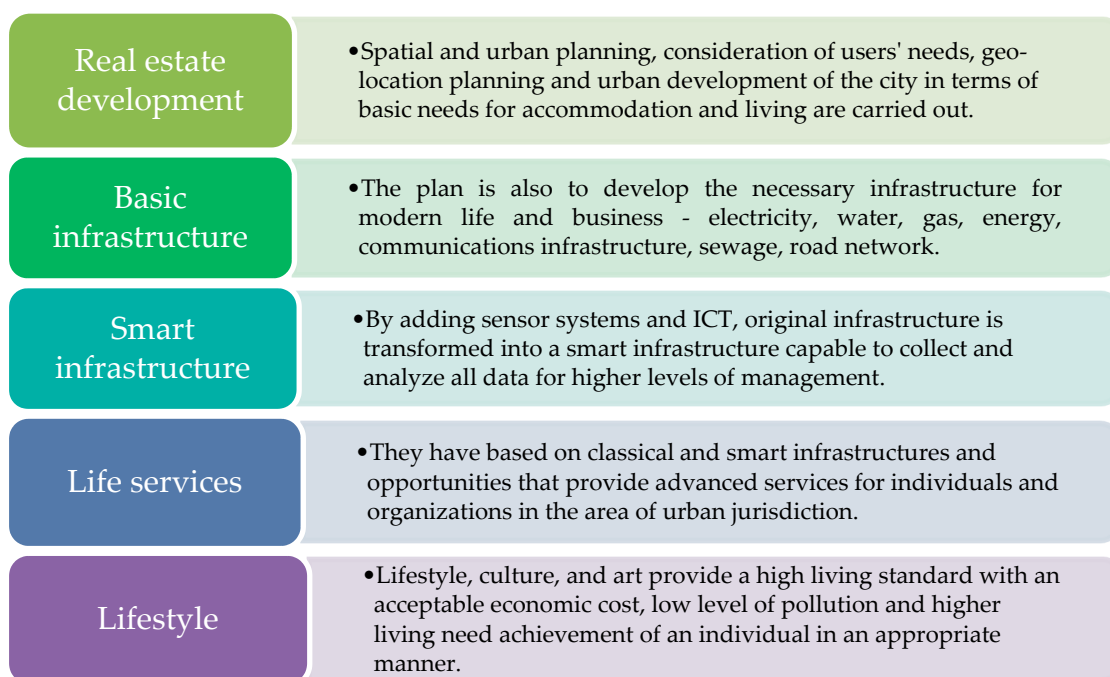 Real estate
development
•Spatial and urban planning, consideration of users' needs, geo-
location planning and urban development of the city in terms of
basic needs for accommodation and living are carried out.
Basic
infrastructure
•The plan is also to develop the necessary infrastructure for
modern life and business - electricity, water, gas, energy,
communications infrastructure, sewage, road network.
Smart
infrastructure
•By adding sensor systems and ICT, original infrastructure is
transformed into a smart infrastructure capable to collect and
analyze all data for higher levels of management.
Life services
•They have based on classical and smart infrastructures and
opportunities that provide advanced services for individuals and
organizations in the area of urban jurisdiction.
Lifestyle
•Lifestyle, culture, and art provide a high living standard with an
acceptable economic cost, low level of pollution and higher
living need achievement of an individual in an appropriate
manner.